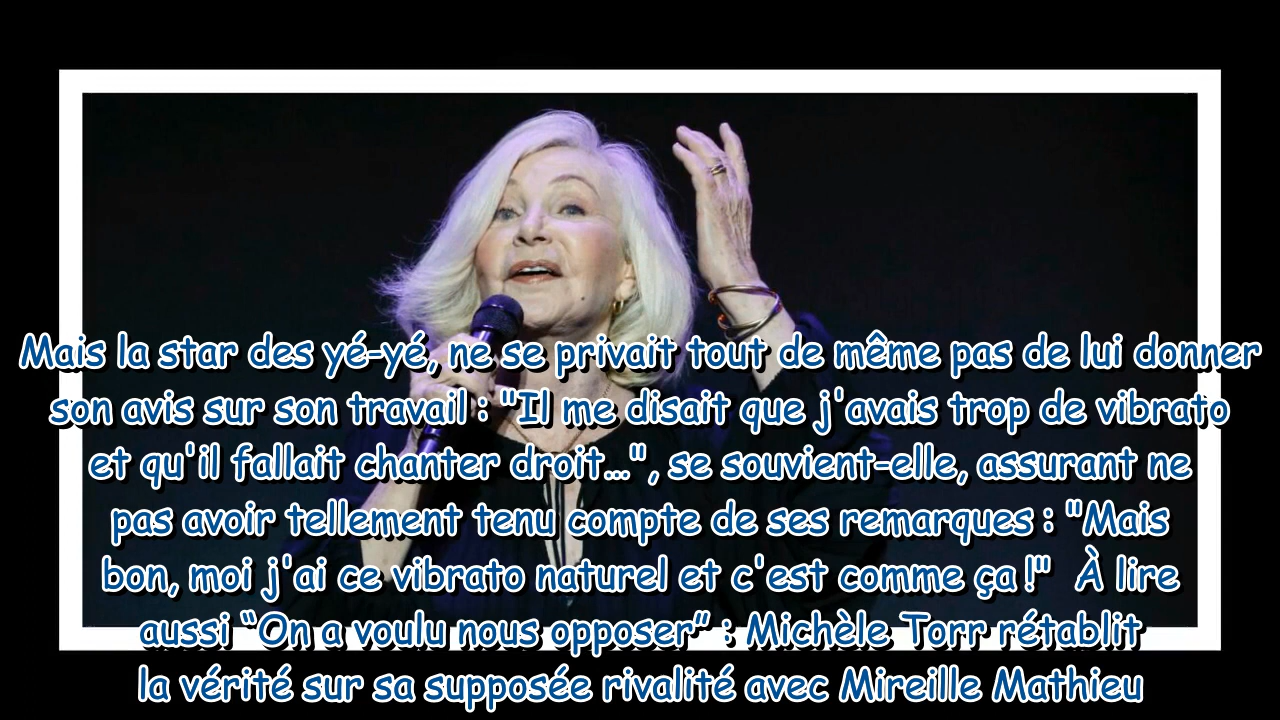 Mais la star des yé-yé, ne se privait tout de même pas de lui donner
son avis sur son travail : "Il me disait que j'avais trop de vibrato
et qu'il fallait chanter droit...", se souvient-elle, assurant ne
pas avoir tellement tenu compte de ses remarques : "Mais
bon, moi j'ai ce vibrato naturel et c'est comme ça !"  À lire
aussi “On a voulu nous opposer” : Michèle Torr rétablit
la vérité sur sa supposée rivalité avec Mireille Mathieu